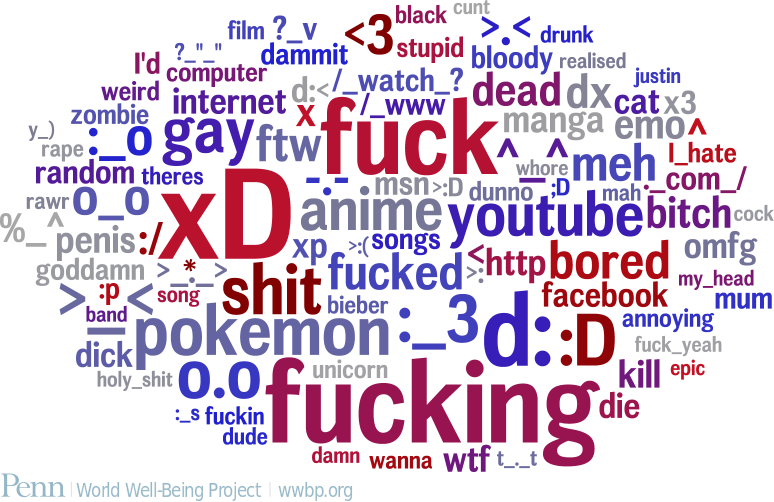 cunt
black
film ?_v <3 >.< drunk
stupid
I'd ?_"_" dammit bloody realised
computer
weird internet d:< /_watch_? dead dx cat x3 justin
zombie x /_www manga emo ^
y_) :_o gay ftw fuck ^_^ meh I_hate
rape whore
random theres -.- msn >:D dunno ;D mah ._com_/
rawr o_o xD anime youtube bitch cock
%_^ penis :/ xp >:( songs omfg
goddamn >_*_.> shit fucked >: <http bored my_head
>_< :p song bieber facebook mum
band pokemon :_3 d: :D annoying
dick fuck_yeah
holy_shit o.o unicorn fucking kill epic
:_s fuckin die
dude
damn wanna wtf t_._t
Penn | World Well-Being Project | wwbp.org